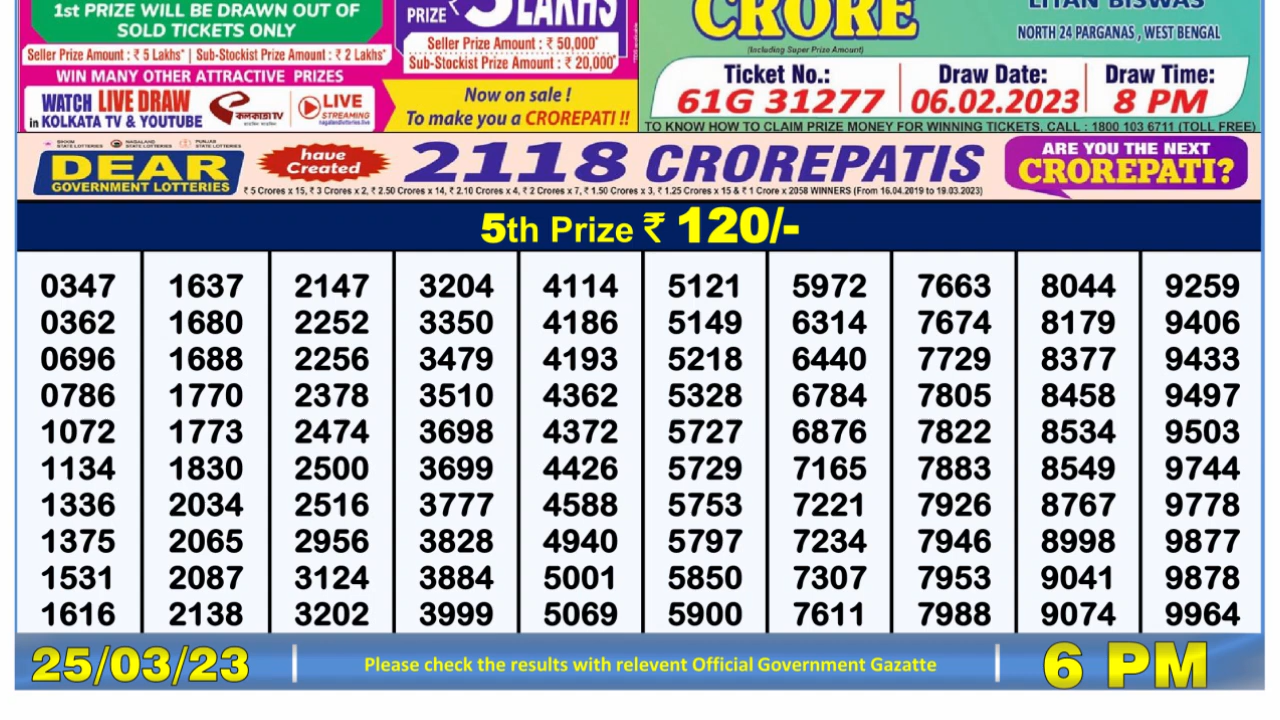 1st PRIZE WILL BE DRAWN OUT OF
SOLD TICKETS ONLY
Seller Prize Amount : ₹ 5 Lakhs* | Sub-Stockist Prize Amount : ₹ 2 Lakhs*
WIN MANY OTHER ATTRACTIVE PRIZES
WATCH LIVE DRAW
in KOLKATA TV & YOUTUBE
কলকাতা TV
LIVE
STREAMING
PRIZE ₹ 5 LAKHS
Seller Prize Amount : ₹ 50,000*
Sub-Stockist Prize Amount : ₹ 20,000*
Now on sale !
To make you a CROREPATI !!
CRORE
(Including Super Prize Amount)
LITAN BISWAS
NORTH 24 PARGANAS , WEST BENGAL
Ticket No.: Draw Date: Draw Time:
61G 31277 06.02.2023 8 PM
TO KNOW HOW TO CLAIM PRIZE MONEY FOR WINNING TICKETS, CALL : 1800 103 6711 (TOLL FREE)
DEAR
GOVERNMENT LOTTERIES
have
Created
2118 CROREPATIS
₹ 5 Crores x 15, ₹ 3 Crores x 2, ₹ 2.50 Crores x 14, ₹ 2.10 Crores x 4, ₹ 2 Crores x 7, ₹ 1.50 Crores x 3, ₹ 1.25 Crores x 15 & ₹ 1 Crore x 2058 WINNERS (From 16.04.2019 to 19.03.2023)
ARE YOU THE NEXT
CROREPATI?
5th Prize ₹ 120/-
0347 1637 2147 3204 4114 5121 5972 7663 8044 9259
0362 1680 2252 3350 4186 5149 6314 7674 8179 9406
0696 1688 2256 3479 4193 5218 6440 7729 8377 9433
0786 1770 2378 3510 4362 5328 6784 7805 8458 9497
1072 1773 2474 3698 4372 5727 6876 7822 8534 9503
1134 1830 2500 3699 4426 5729 7165 7883 8549 9744
1336 2034 2516 3777 4588 5753 7221 7926 8767 9778
1375 2065 2956 3828 4940 5797 7234 7946 8998 9877
1531 2087 3124 3884 5001 5850 7307 7953 9041 9878
1616 2138 3202 3999 5069 5900 7611 7988 9074 9964
25/03/23 Please check the results with relevent Official Government Gazatte 6 PM